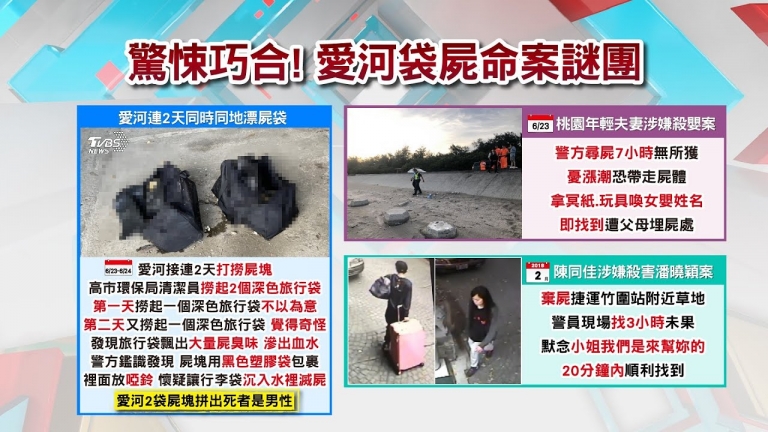 驚悚巧合! 愛河袋屍命案謎團
愛河連2天同時同地漂屍袋
TVBS
NEWS
6/23-6/24 愛河接連2天打撈屍塊
高市環保局清潔員撈起2個深色旅行袋
第一天撈起一個深色旅行袋不以為意
第二天又撈起一個深色旅行袋 覺得奇怪
發現旅行袋飄出大量屍臭味 滲出血水
警方鑑識發現 屍塊用黑色塑膠袋包裹
裡面放啞鈴 懷疑讓行李袋沉入水裡滅屍
愛河2袋屍塊拼出死者是男性
6/23 桃園年輕夫妻涉嫌殺嬰案
警方尋屍7小時無所獲
憂漲潮恐帶走屍體
拿冥紙.玩具喚女嬰姓名
即找到遭父母埋屍處
2018
2月 陳同佳涉嫌殺害潘曉穎案
棄屍捷運竹圍站附近草地
警員現場找3小時未果
默念小姐我們是來幫妳的
20分鐘內順利找到